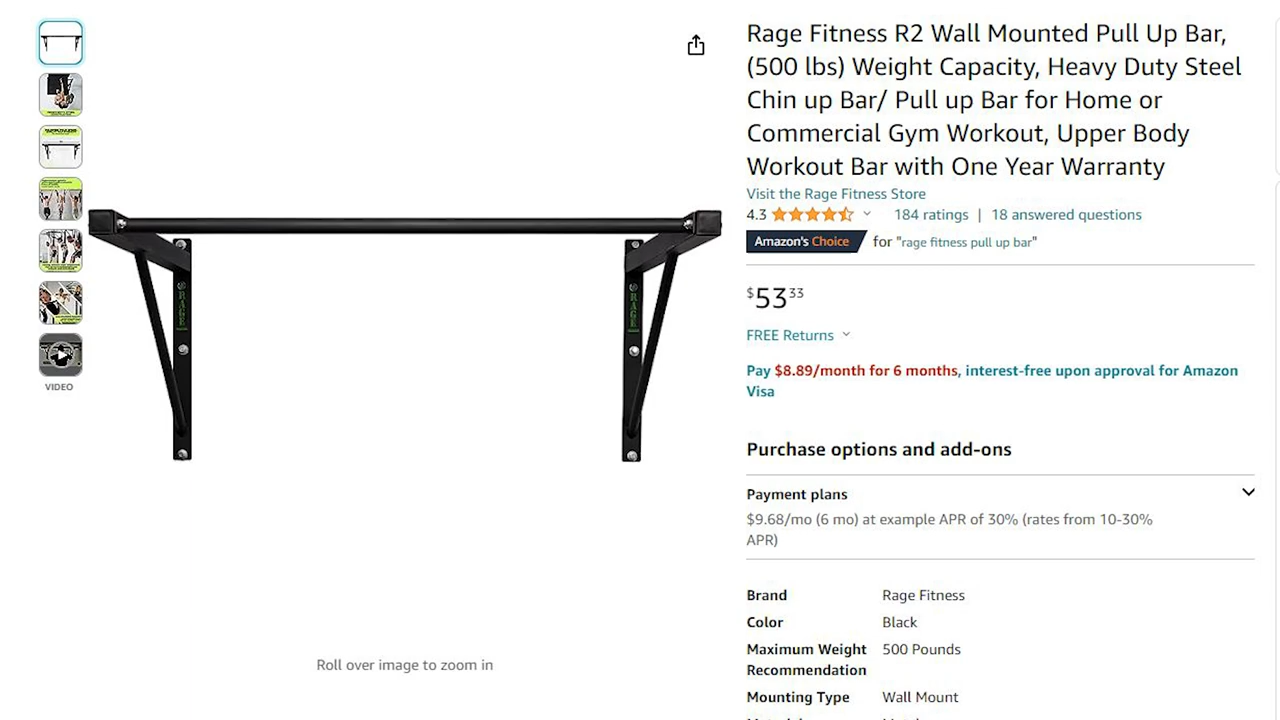 Rage Fitness R2 Wall Mounted Pull Up Bar,
(500 lbs) Weight Capacity, Heavy Duty Steel
Chin up Bar/ Pull up Bar for Home or
Commercial Gym Workout, Upper Body
Workout Bar with One Year Warranty
Visit the Rage Fitness Store
4.3 184 ratings | 18 answered questions
Amazon's Choice for "rage fitness pull up bar"
$53 33
FREE Returns
Pay $8.89/month for 6 months, interest-free upon approval for Amazon
Visa
Purchase options and add-ons
Payment plans
$9.68/mo (6 mo) at example APR of 30% (rates from 10-30%
APR)
Brand Rage Fitness
Color Black
Maximum Weight 500 Pounds
Recommendation
Mounting Type Wall Mount
VIDEO
RAGE
RAGE
Roll over image to zoom in